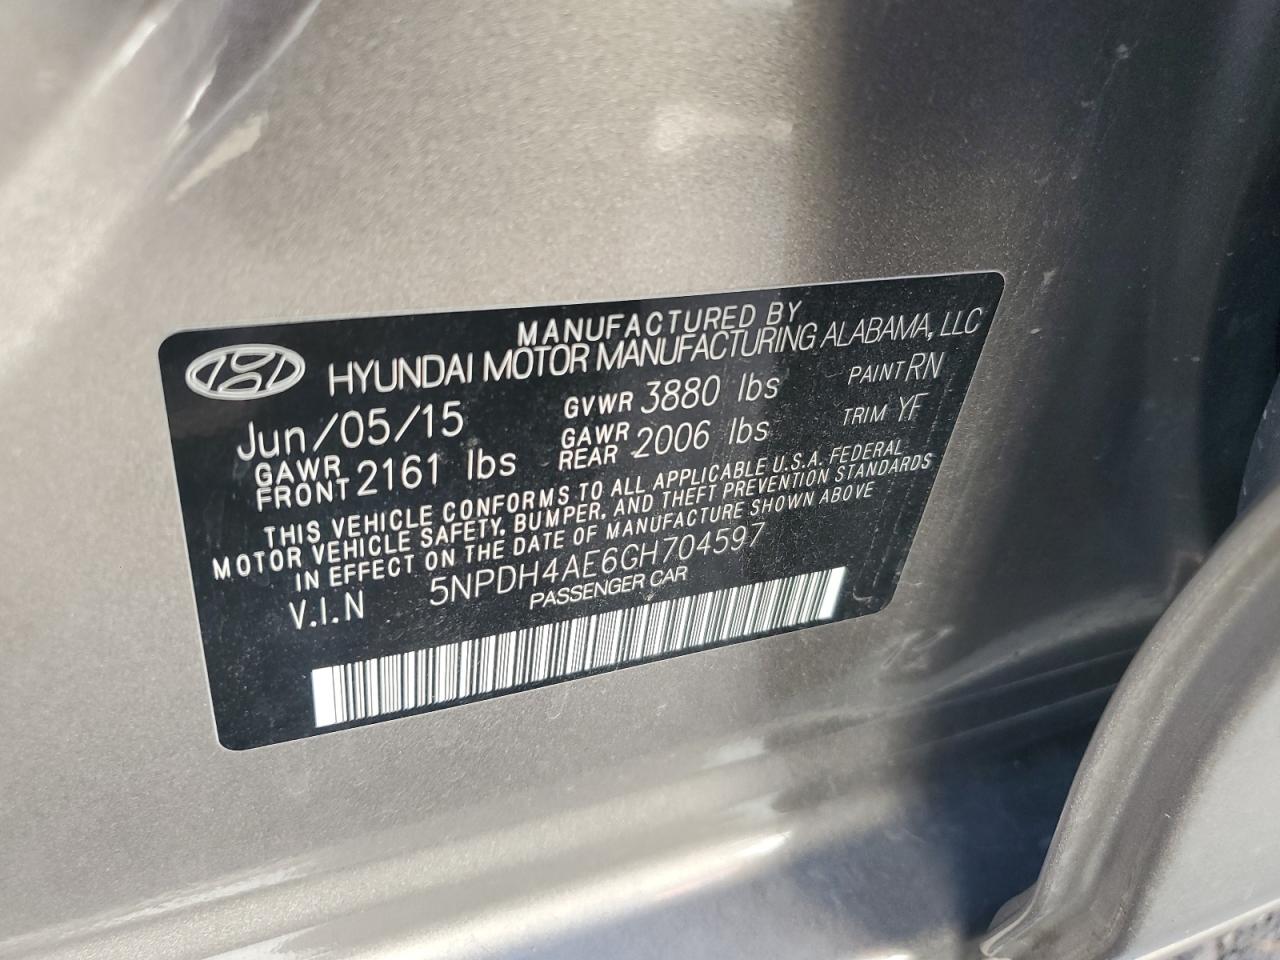 MANUFACTURED BY
HYUNDAI MOTOR MANUFACTURING ALABAMA, LLC
Jun/05/15 GVWR 3880 lbs PAINT RN
GAWR FRONT 2161 lbs GAWR REAR 2006 lbs TRIM YF
THIS VEHICLE CONFORMS TO ALL APPLICABLE U.S.A. FEDERAL
MOTOR VEHICLE SAFETY, BUMPER, AND THEFT PREVENTION STANDARDS
IN EFFECT ON THE DATE OF MANUFACTURE SHOWN ABOVE
V.I.N 5NPDH4AE6GH704597
PASSENGER CAR